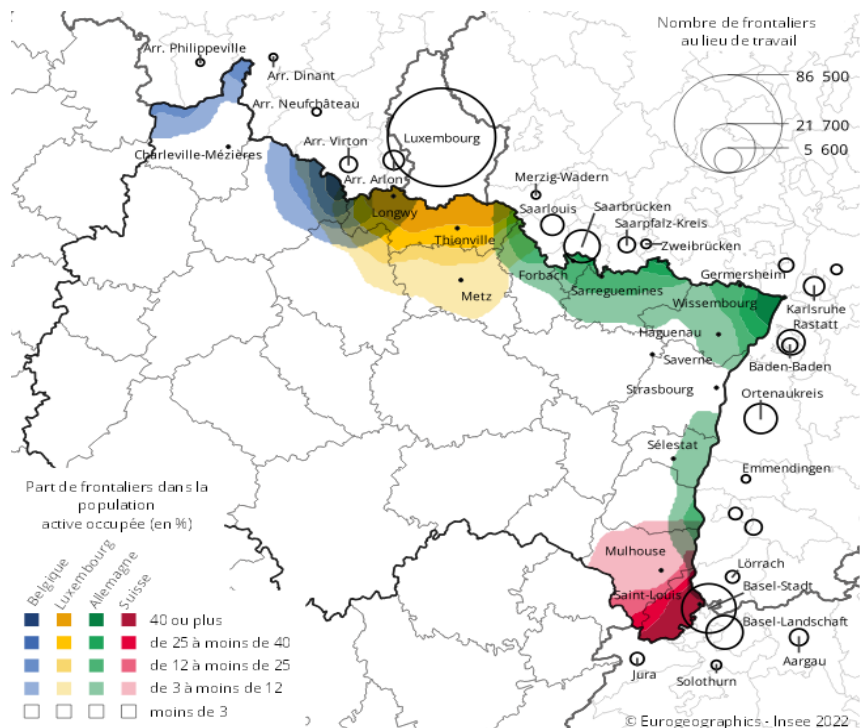 Nombre de frontaliers
au lieu de travail
86 500
21 700
5 600
Arr. Philippeville
Arr. Dinant
Arr. Neufchâteau
Charleville-Mézières
Arr. Virton
Luxembourg
Arr. Arlon
Longwy
Merzig-Wadern
Saarbrücken
Saarlouis
Saarpfalz-Kreis
Zweibrücken
Thionville
Forbach
Germersheim
Metz
Sarreguemines
Wissembourg
Karlsruhe
Rastatt
Haguenau
Saverne
Baden-Baden
Strasbourg
Ortenaukreis
Sélestat
Emmendingen
Mulhouse
Lörrach
Saint-Louis
Basel-Stadt
Basel-Landschaft
Aargau
Jura
Solothurn
Part de frontaliers dans la
population
active occupée (en %)
Belgique
Luxembourg
Allemagne
Suisse
40 ou plus
de 25 à moins de 40
de 12 à moins de 25
de 3 à moins de 12
moins de 3
© Eurogeographics - Insee 2022